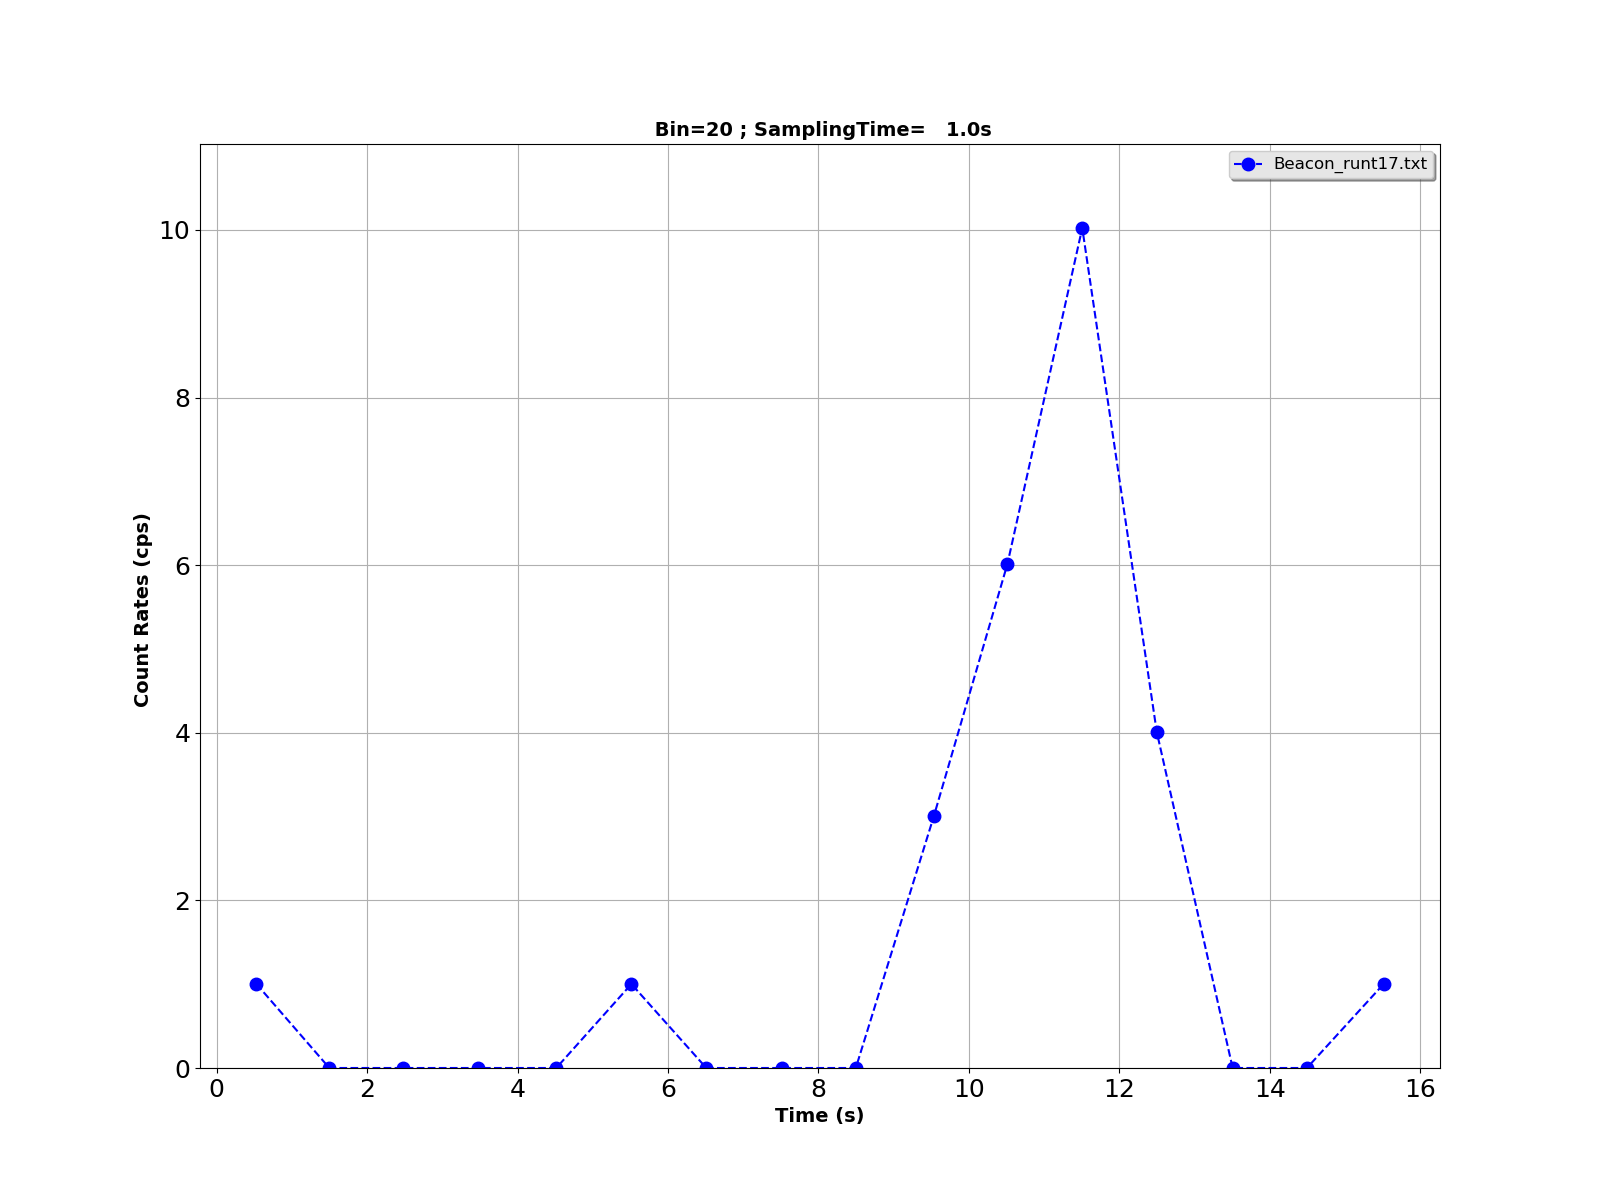 Bin=20 ; SamplingTime=   1.0s
Beacon_runt17.txt
10
8
6
4
2
0
Count Rates (cps)
0 2 4 6 8 10 12 14 16
Time (s)